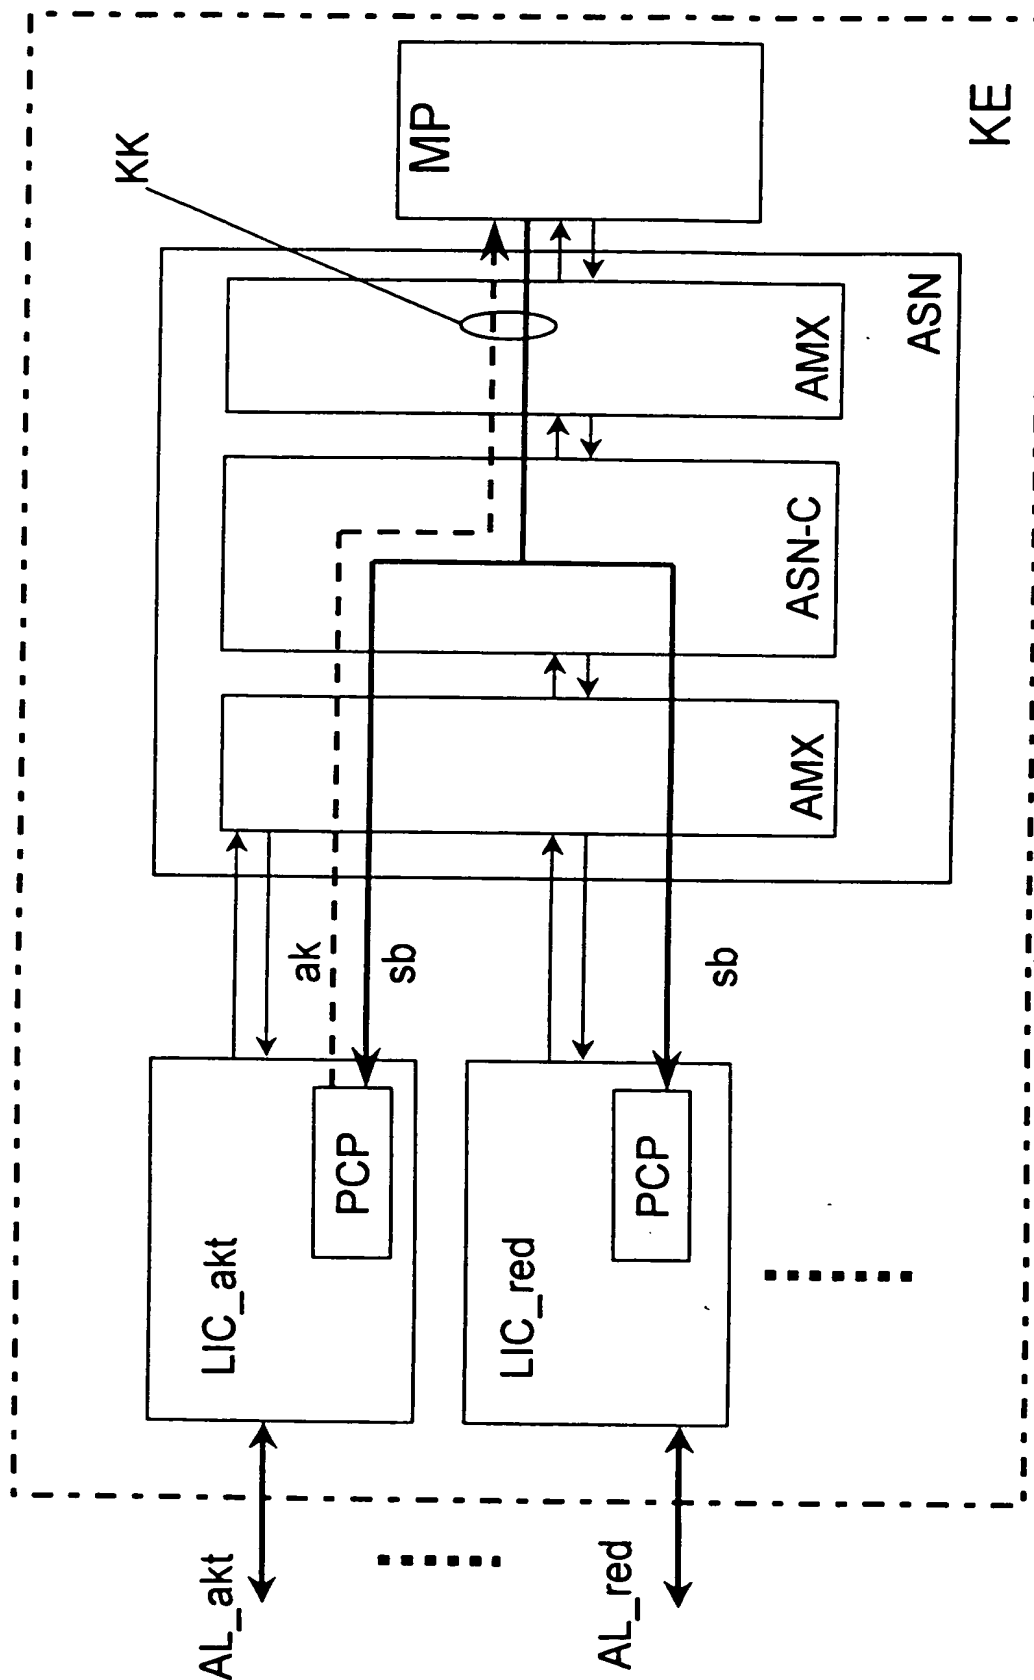 AL_akt
AL_red
LIC_akt
PCP
LIC_red
PCP
ak
sb
sb
AMX
ASN-C
AMX
ASN
KK
MP
KE